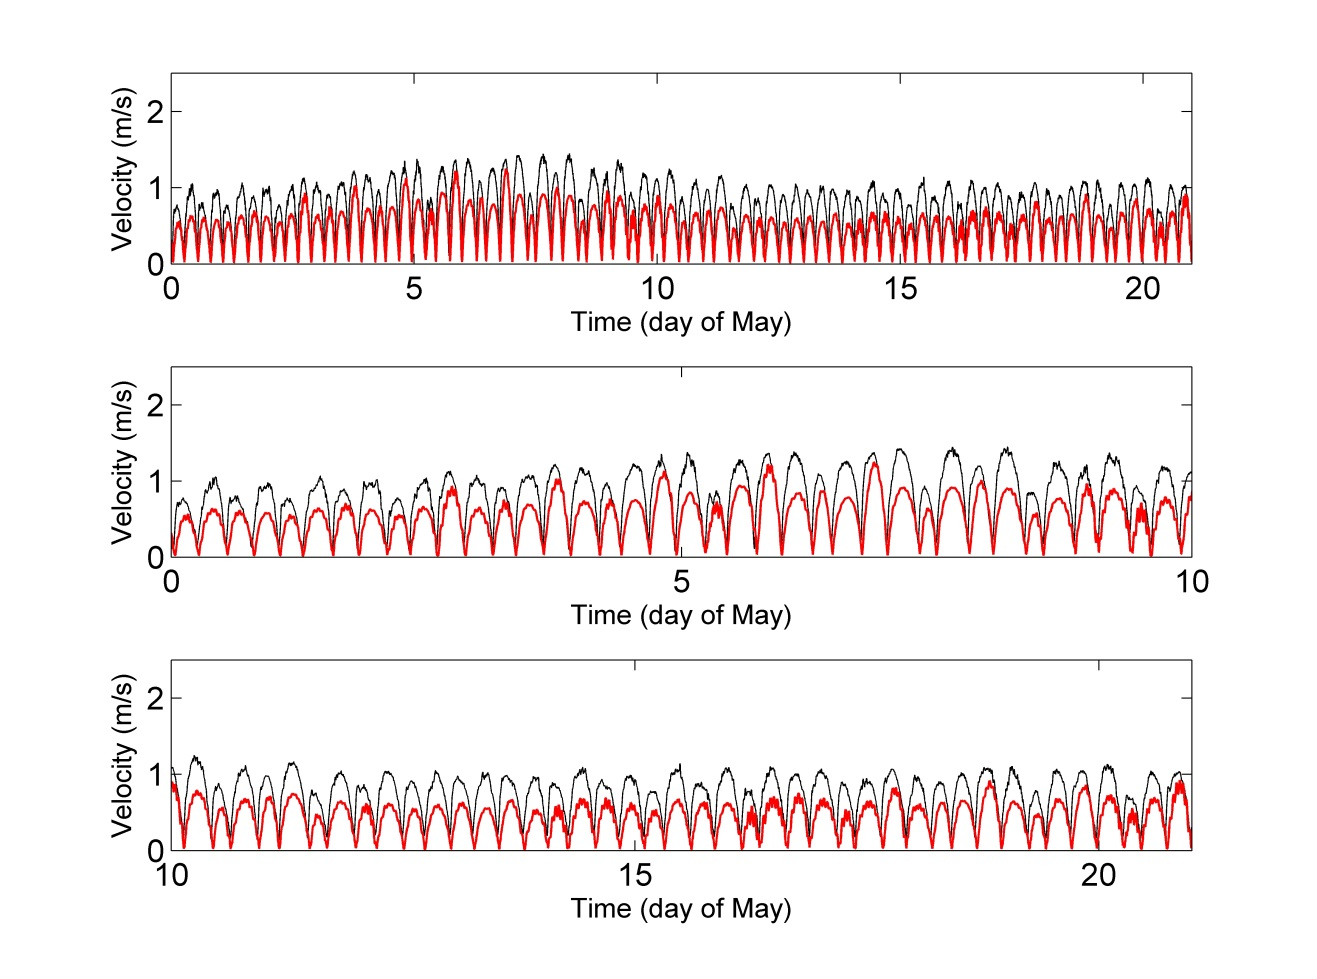 Velocity (m/s)
2
1
0
0 5 10 15 20
Time (day of May)
Velocity (m/s)
2
1
0
0 5 10
Time (day of May)
Velocity (m/s)
2
1
0
10 15 20
Time (day of May)